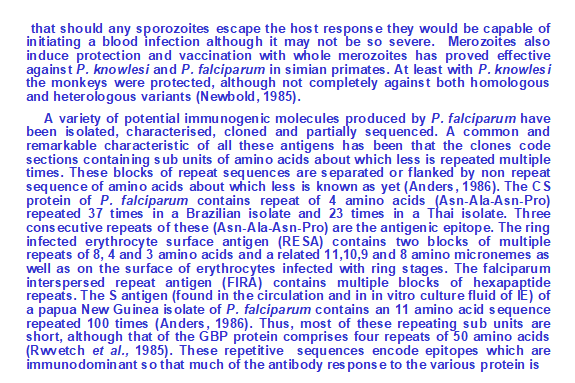 that should any sporozoites escape the host response they would be capable of
initiating a blood infection although it may not be so severe. Merozoites also
induce protection and vaccination with whole merozoites has proved effective
against P. knowlesi and P. falciparum in simian primates. At least with P. knowlesi
the monkeys were protected, although not completely against both homologous
and heterologous variants (Newbold, 1985).
A variety of potential immunogenic molecules produced by P. falciparum have
been isolated, characterised, cloned and partially sequenced. A common and
remarkable characteristic of all these antigens has been that the clones code
sections containing sub units of amino acids about which less is repeated multiple
times. These blocks of repeat sequences are separated or flanked by non repeat
sequence of amino acids about which less is known as yet (Anders, 1986). The CS
protein of P. falciparum contains repeat of 4 amino acids (Asn-Ala-Asn-Pro)
repeated 37 times in a Brazilian isolate and 23 times in a Thai isolate. Three
consecutive repeats of these (Asn-Ala-Asn-Pro) are the antigenic epitope. The ring
infected erythrocyte surface antigen (RESA) contains two blocks of multiple
repeats of 8, 4 and 3 amino acids and a related 11,10,9 and 8 amino micronemes as
well as on the surface of erythrocytes infected with ring stages. The falciparum
interspersed repeat antigen (FIRA) contains multiple blocks of hexapaptide
repeats. The S antigen (found in the circulation and in in vitro culture fluid of IE) of
a papua New Guinea isolate of P. falciparum contains an 11 amino acid sequence
repeated 100 times (Anders, 1986). Thus, most of these repeating sub units are
short, although that of the GBP protein comprises four repeats of 50 amino acids
(Rwvetch et al., 1985). These repetitive sequences encode epitopes which are
immunodominant so that much of the antibody response to the various protein is